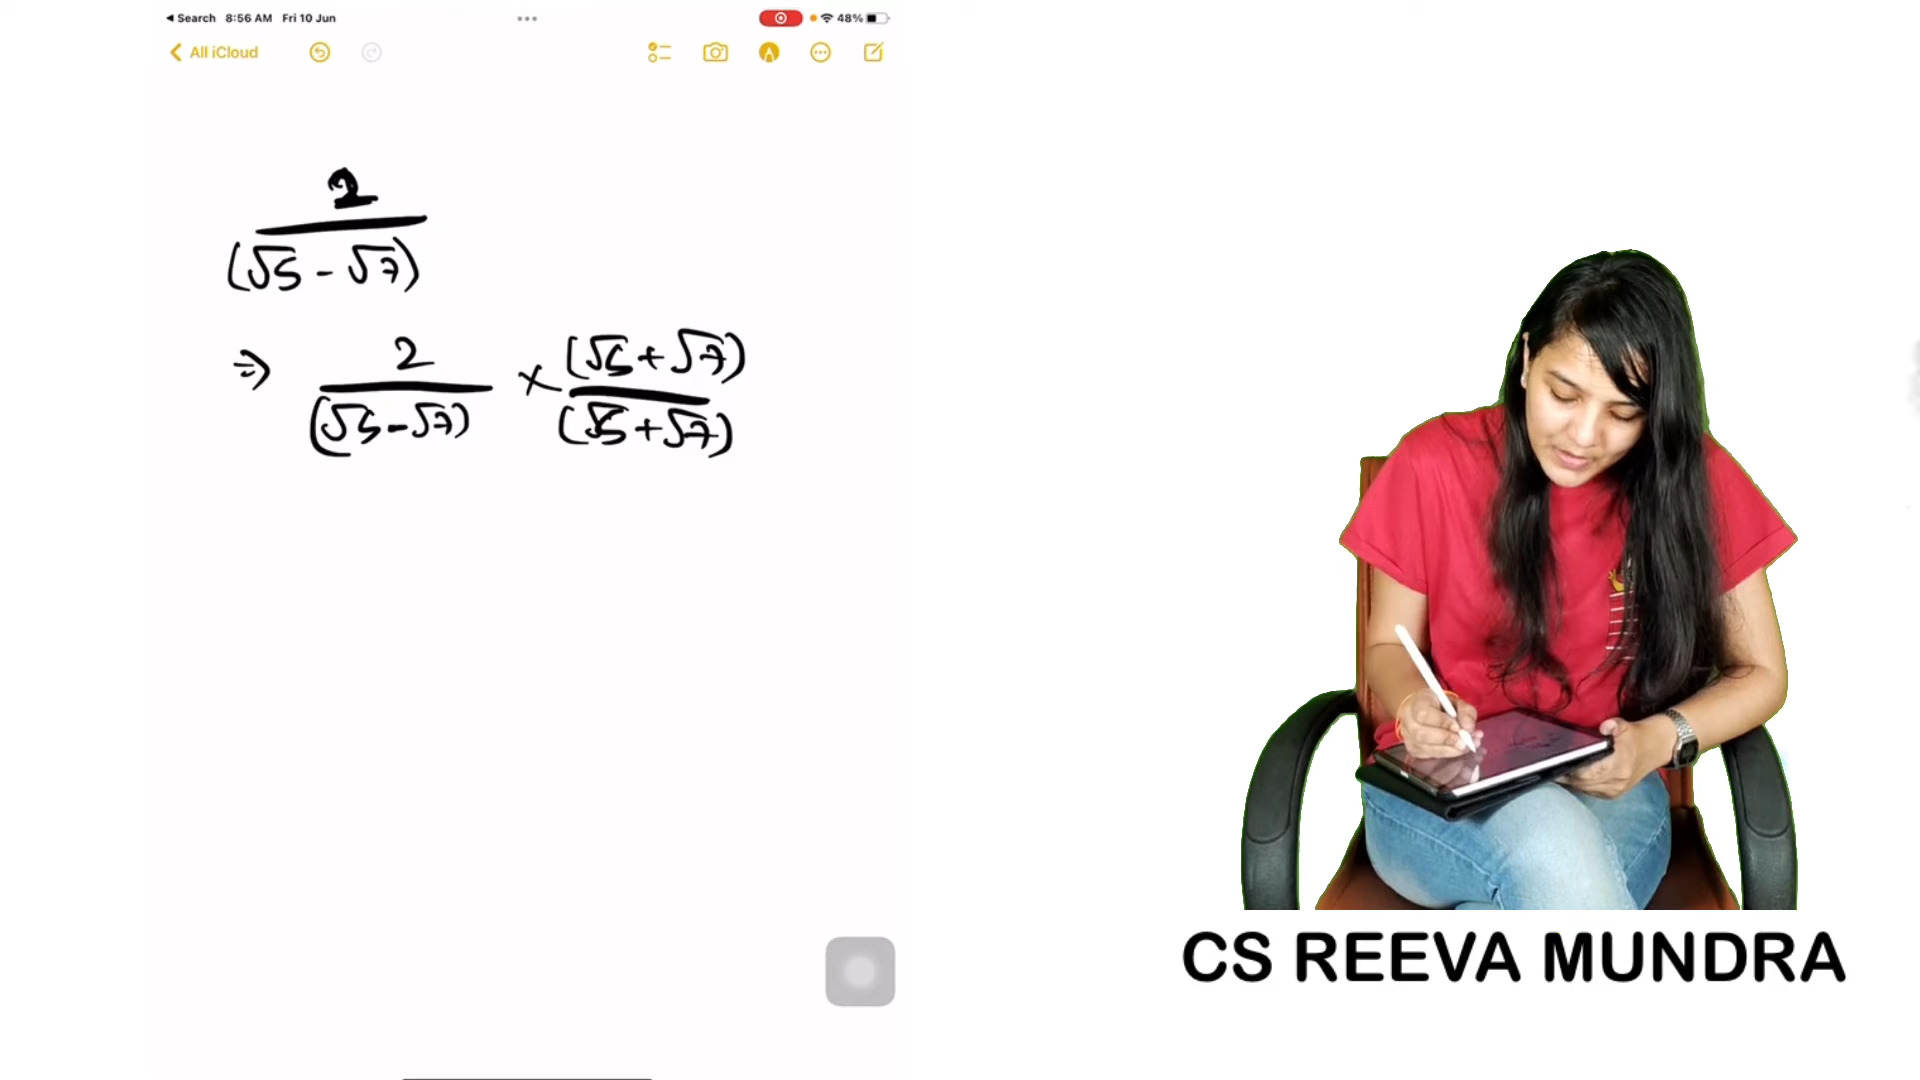 Search 8:56 AM Fri 10 Jun 48%
All iCloud
2
(√5 - √7)
⇒ 2 × (√5 + √7)
(√5 - √7) (√5 + √7)
CS REEVA MUNDRA